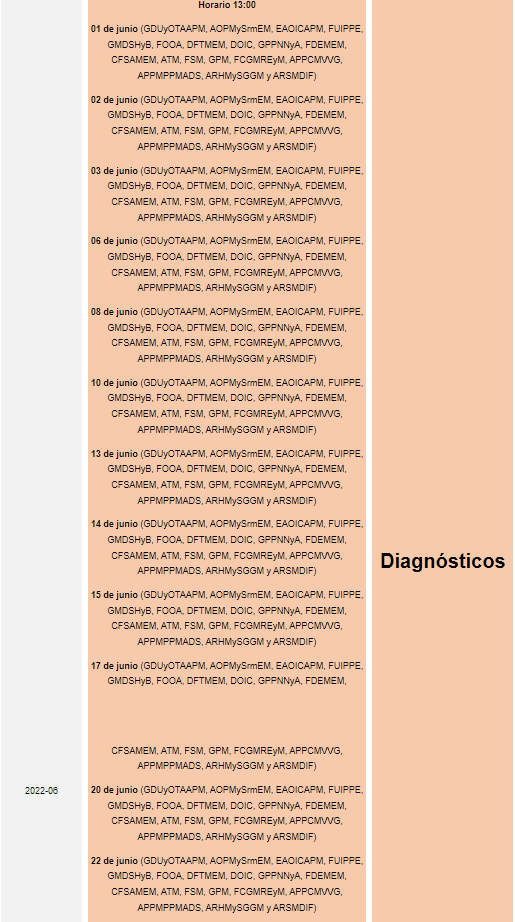 Horario 13:00
01 de junio (GDUyOTAAPM, AOPMySrmEM, EAOICAPM, FUIPPE,
GMDSHyB, FOOA, DFTMEM, DOIC, GPPNNyA, FDEMEM,
CFSAMEM, ATM, FSM, GPM, FCGMREyM, APPCMVVG,
APPMPPMADS, ARHMySGGM y ARSMDIF)
02 de junio (GDUyOTAAPM, AOPMySrmEM, EAOICAPM, FUIPPE,
GMDSHyB, FOOA, DFTMEM, DOIC, GPPNNyA, FDEMEM,
CFSAMEM, ATM, FSM, GPM, FCGMREyM, APPCMVVG,
APPMPPMADS, ARHMySGGM y ARSMDIF)
03 de junio (GDUyOTAAPM, AOPMySrmEM, EAOICAPM, FUIPPE,
GMDSHyB, FOOA, DFTMEM, DOIC, GPPNNyA, FDEMEM,
CFSAMEM, ATM, FSM, GPM, FCGMREyM, APPCMVVG,
APPMPPMADS, ARHMySGGM y ARSMDIF)
06 de junio (GDUyOTAAPM, AOPMySrmEM, EAOICAPM, FUIPPE,
GMDSHyB, FOOA, DFTMEM, DOIC, GPPNNyA, FDEMEM,
CFSAMEM, ATM, FSM, GPM, FCGMREyM, APPCMVVG,
APPMPPMADS, ARHMySGGM y ARSMDIF)
08 de junio (GDUyOTAAPM, AOPMySrmEM, EAOICAPM, FUIPPE,
GMDSHyB, FOOA, DFTMEM, DOIC, GPPNNyA, FDEMEM,
CFSAMEM, ATM, FSM, GPM, FCGMREyM, APPCMVVG,
APPMPPMADS, ARHMySGGM y ARSMDIF)
10 de junio (GDUyOTAAPM, AOPMySrmEM, EAOICAPM, FUIPPE,
GMDSHyB, FOOA, DFTMEM, DOIC, GPPNNyA, FDEMEM,
CFSAMEM, ATM, FSM, GPM, FCGMREyM, APPCMVVG,
APPMPPMADS, ARHMySGGM y ARSMDIF)
13 de junio (GDUyOTAAPM, AOPMySrmEM, EAOICAPM, FUIPPE,
GMDSHyB, FOOA, DFTMEM, DOIC, GPPNNyA, FDEMEM,
CFSAMEM, ATM, FSM, GPM, FCGMREyM, APPCMVVG,
APPMPPMADS, ARHMySGGM y ARSMDIF)
14 de junio (GDUyOTAAPM, AOPMySrmEM, EAOICAPM, FUIPPE,
GMDSHyB, FOOA, DFTMEM, DOIC, GPPNNyA, FDEMEM,
CFSAMEM, ATM, FSM, GPM, FCGMREyM, APPCMVVG,
APPMPPMADS, ARHMySGGM y ARSMDIF)
Diagnósticos
15 de junio (GDUyOTAAPM, AOPMySrmEM, EAOICAPM, FUIPPE,
GMDSHyB, FOOA, DFTMEM, DOIC, GPPNNyA, FDEMEM,
CFSAMEM, ATM, FSM, GPM, FCGMREyM, APPCMVVG,
APPMPPMADS, ARHMySGGM y ARSMDIF)
17 de junio (GDUyOTAAPM, AOPMySrmEM, EAOICAPM, FUIPPE,
GMDSHyB, FOOA, DFTMEM, DOIC, GPPNNyA, FDEMEM,
CFSAMEM, ATM, FSM, GPM, FCGMREyM, APPCMVVG,
APPMPPMADS, ARHMySGGM y ARSMDIF)
2022-06
20 de junio (GDUyOTAAPM, AOPMySrmEM, EAOICAPM, FUIPPE,
GMDSHyB, FOOA, DFTMEM, DOIC, GPPNNyA, FDEMEM,
CFSAMEM, ATM, FSM, GPM, FCGMREyM, APPCMVVG,
APPMPPMADS, ARHMySGGM y ARSMDIF)
22 de junio (GDUyOTAAPM, AOPMySrmEM, EAOICAPM, FUIPPE,
GMDSHyB, FOOA, DFTMEM, DOIC, GPPNNyA, FDEMEM,
CFSAMEM, ATM, FSM, GPM, FCGMREyM, APPCMVVG,
APPMPPMADS, ARHMySGGM y ARSMDIF)